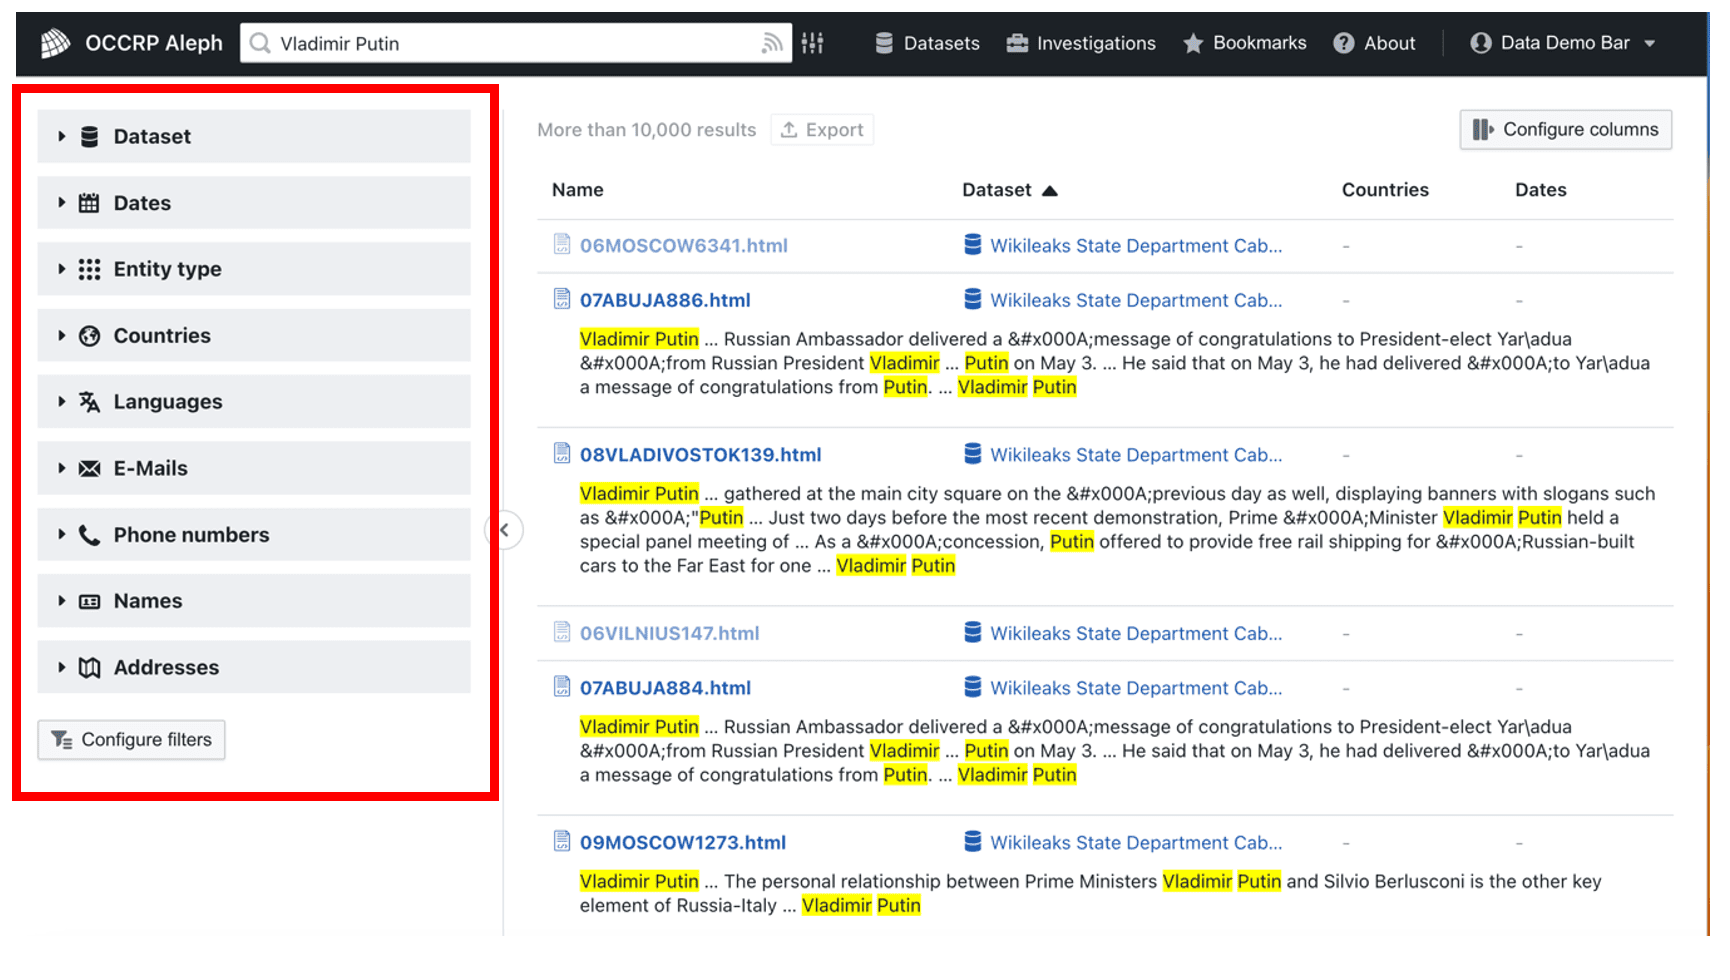 OCCRP Aleph
Vladimir Putin
Datasets
Investigations
Bookmarks
About
Data Demo Bar
Dataset
Dates
Entity type
Countries
Languages
E-Mails
Phone numbers
Names
Addresses
Configure filters
More than 10,000 results
Export
Configure columns
Name Dataset Countries Dates
06MOSCOW6341.html Wikileaks State Department Cab... - -
07ABUJA886.html Wikileaks State Department Cab... - -
Vladimir Putin ... Russian Ambassador delivered a &#x000A;message of congratulations to President-elect Yar\adua
&#x000A;from Russian President Vladimir ... Putin on May 3. ... He said that on May 3, he had delivered &#x000A;to Yar\adua
a message of congratulations from Putin. ... Vladimir Putin
08VLADIVOSTOK139.html Wikileaks State Department Cab... - -
Vladimir Putin ... gathered at the main city square on the &#x000A;previous day as well, displaying banners with slogans such
as &#x000A;"Putin ... Just two days before the most recent demonstration, Prime &#x000A;Minister Vladimir Putin held a
special panel meeting of ... As a &#x000A;concession, Putin offered to provide free rail shipping for &#x000A;Russian-built
cars to the Far East for one ... Vladimir Putin
06VILNIUS147.html Wikileaks State Department Cab... - -
07ABUJA884.html Wikileaks State Department Cab... - -
Vladimir Putin ... Russian Ambassador delivered a &#x000A;message of congratulations to President-elect Yar\adua
&#x000A;from Russian President Vladimir ... Putin on May 3. ... He said that on May 3, he had delivered &#x000A;to Yar\adua
a message of congratulations from Putin. ... Vladimir Putin
09MOSCOW1273.html Wikileaks State Department Cab... - -
Vladimir Putin ... The personal relationship between Prime Ministers Vladimir Putin and Silvio Berlusconi is the other key
element of Russia-Italy ... Vladimir Putin